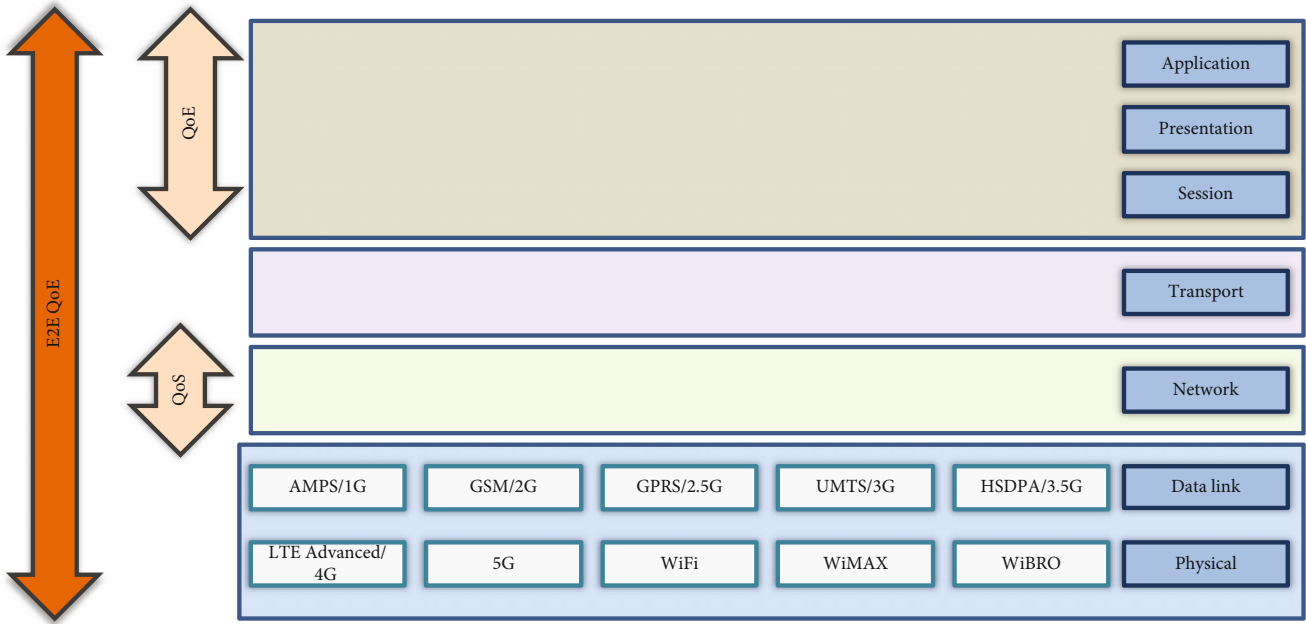 E2E QoE
QoE
QoS
Application
Presentation
Session
Transport
Network
AMPS/1G
GSM/2G
GPRS/2.5G
UMTS/3G
HSDPA/3.5G
Data link
LTE Advanced/
4G
5G
WiFi
WiMAX
WiBRO
Physical